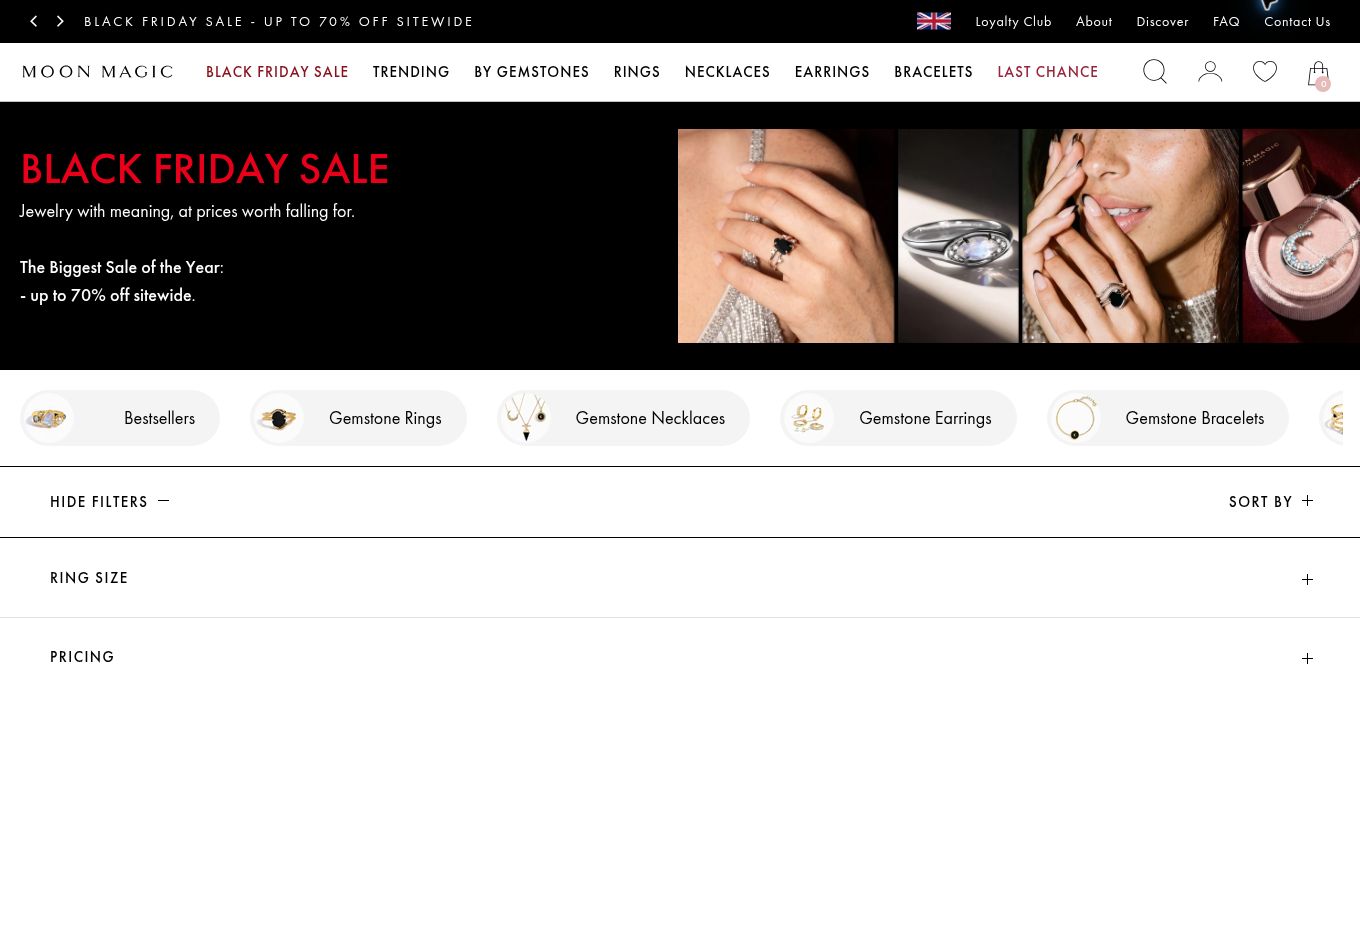 BLACK FRIDAY SALE - UP TO 70% OFF SITEWIDE
Loyalty Club
About
Discover
FAQ
Contact Us
MOON MAGIC
BLACK FRIDAY SALE
TRENDING
BY GEMSTONES
RINGS
NECKLACES
EARRINGS
BRACELETS
LAST CHANCE
0
BLACK FRIDAY SALE
Jewelry with meaning, at prices worth falling for.
The Biggest Sale of the Year:
- up to 70% off sitewide.
Bestsellers
Gemstone Rings
Gemstone Necklaces
Gemstone Earrings
Gemstone Bracelets
HIDE FILTERS
SORT BY
RING SIZE
PRICING